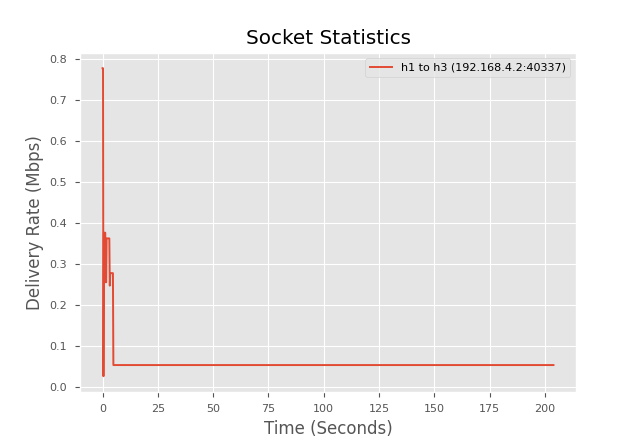 Socket Statistics
h1 to h3 (192.168.4.2:40337)
Delivery Rate (Mbps)
0.8
0.7
0.6
0.5
0.4
0.3
0.2
0.1
0.0
0 25 50 75 100 125 150 175 200
Time (Seconds)